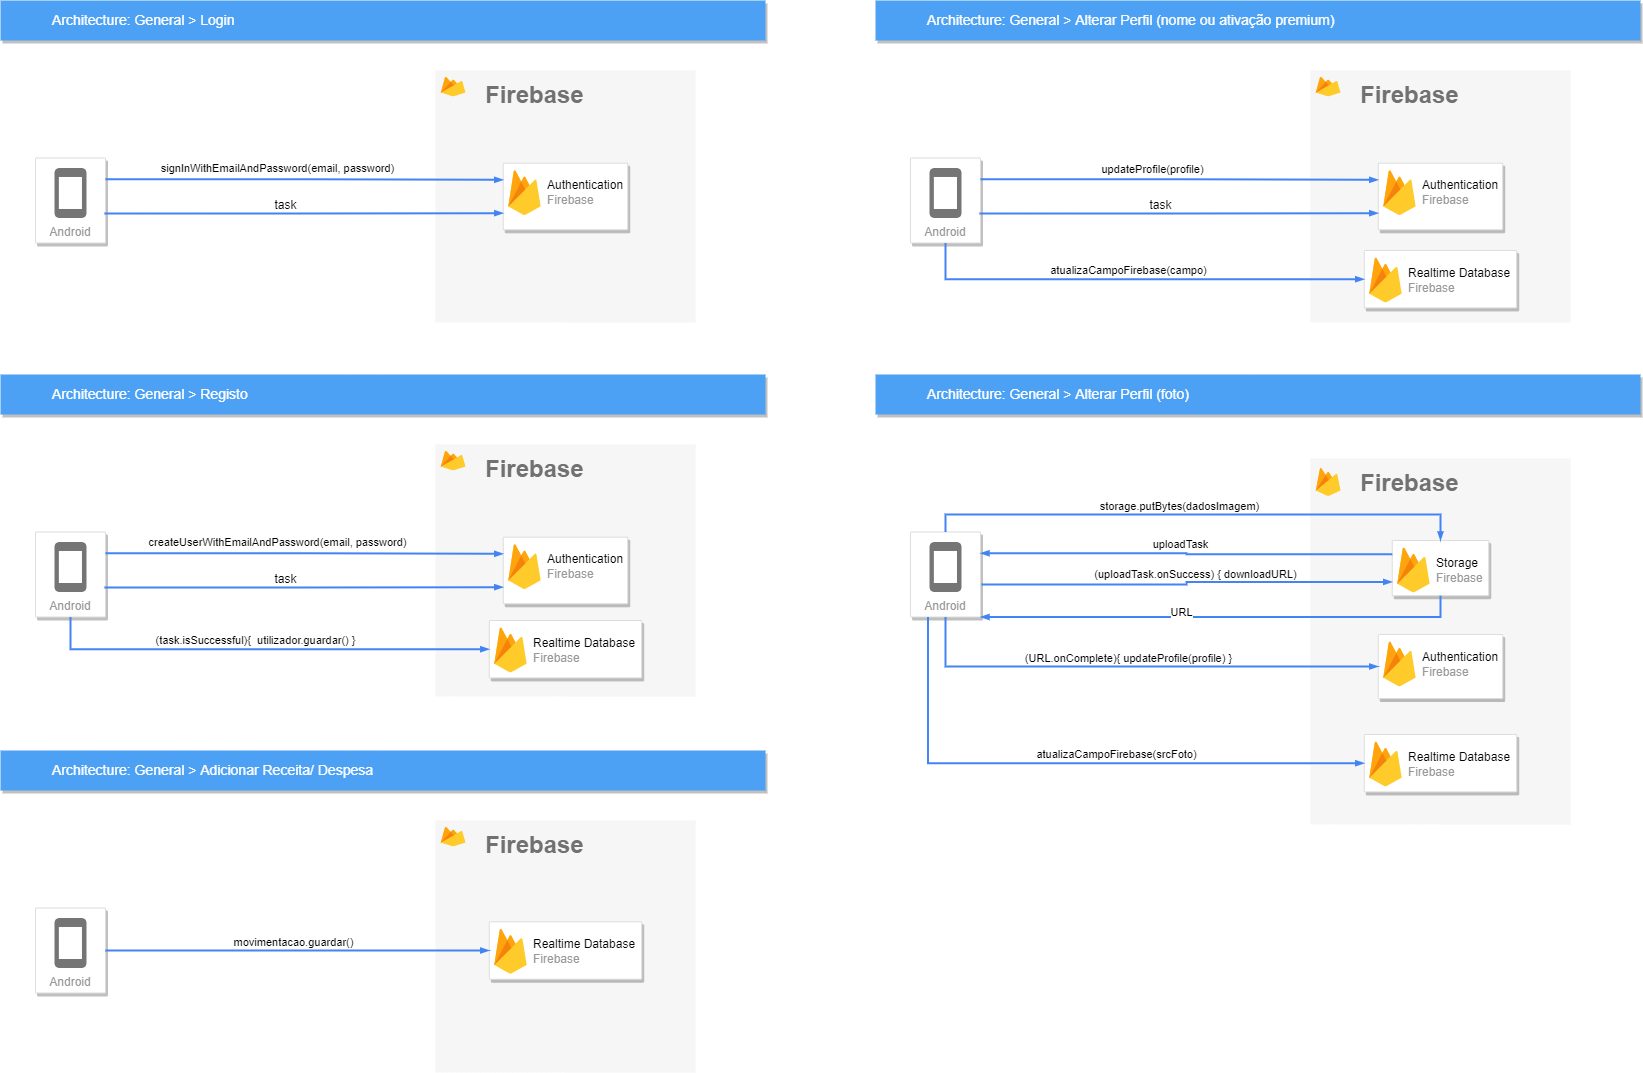 Architecture: General > Login
Firebase
signInWithEmailAndPassword(email, password)
task
Android
Authentication
Firebase
Architecture: General > Registo
Firebase
createUserWithEmailAndPassword(email, password)
task
Android
Authentication
Firebase
(task.isSuccessful){  utilizador.guardar() }
Realtime Database
Firebase
Architecture: General > Adicionar Receita/ Despesa
Firebase
movimentacao.guardar()
Android
Realtime Database
Firebase
Architecture: General > Alterar Perfil (nome ou ativação premium)
Firebase
updateProfile(profile)
task
Android
Authentication
Firebase
atualizaCampoFirebase(campo)
Realtime Database
Firebase
Architecture: General > Alterar Perfil (foto)
Firebase
storage.putBytes(dadosImagem)
uploadTask
(uploadTask.onSuccess) { downloadURL)
Android
Storage
Firebase
URL
(URL.onComplete){ updateProfile(profile) }
Authentication
Firebase
atualizaCampoFirebase(srcFoto)
Realtime Database
Firebase